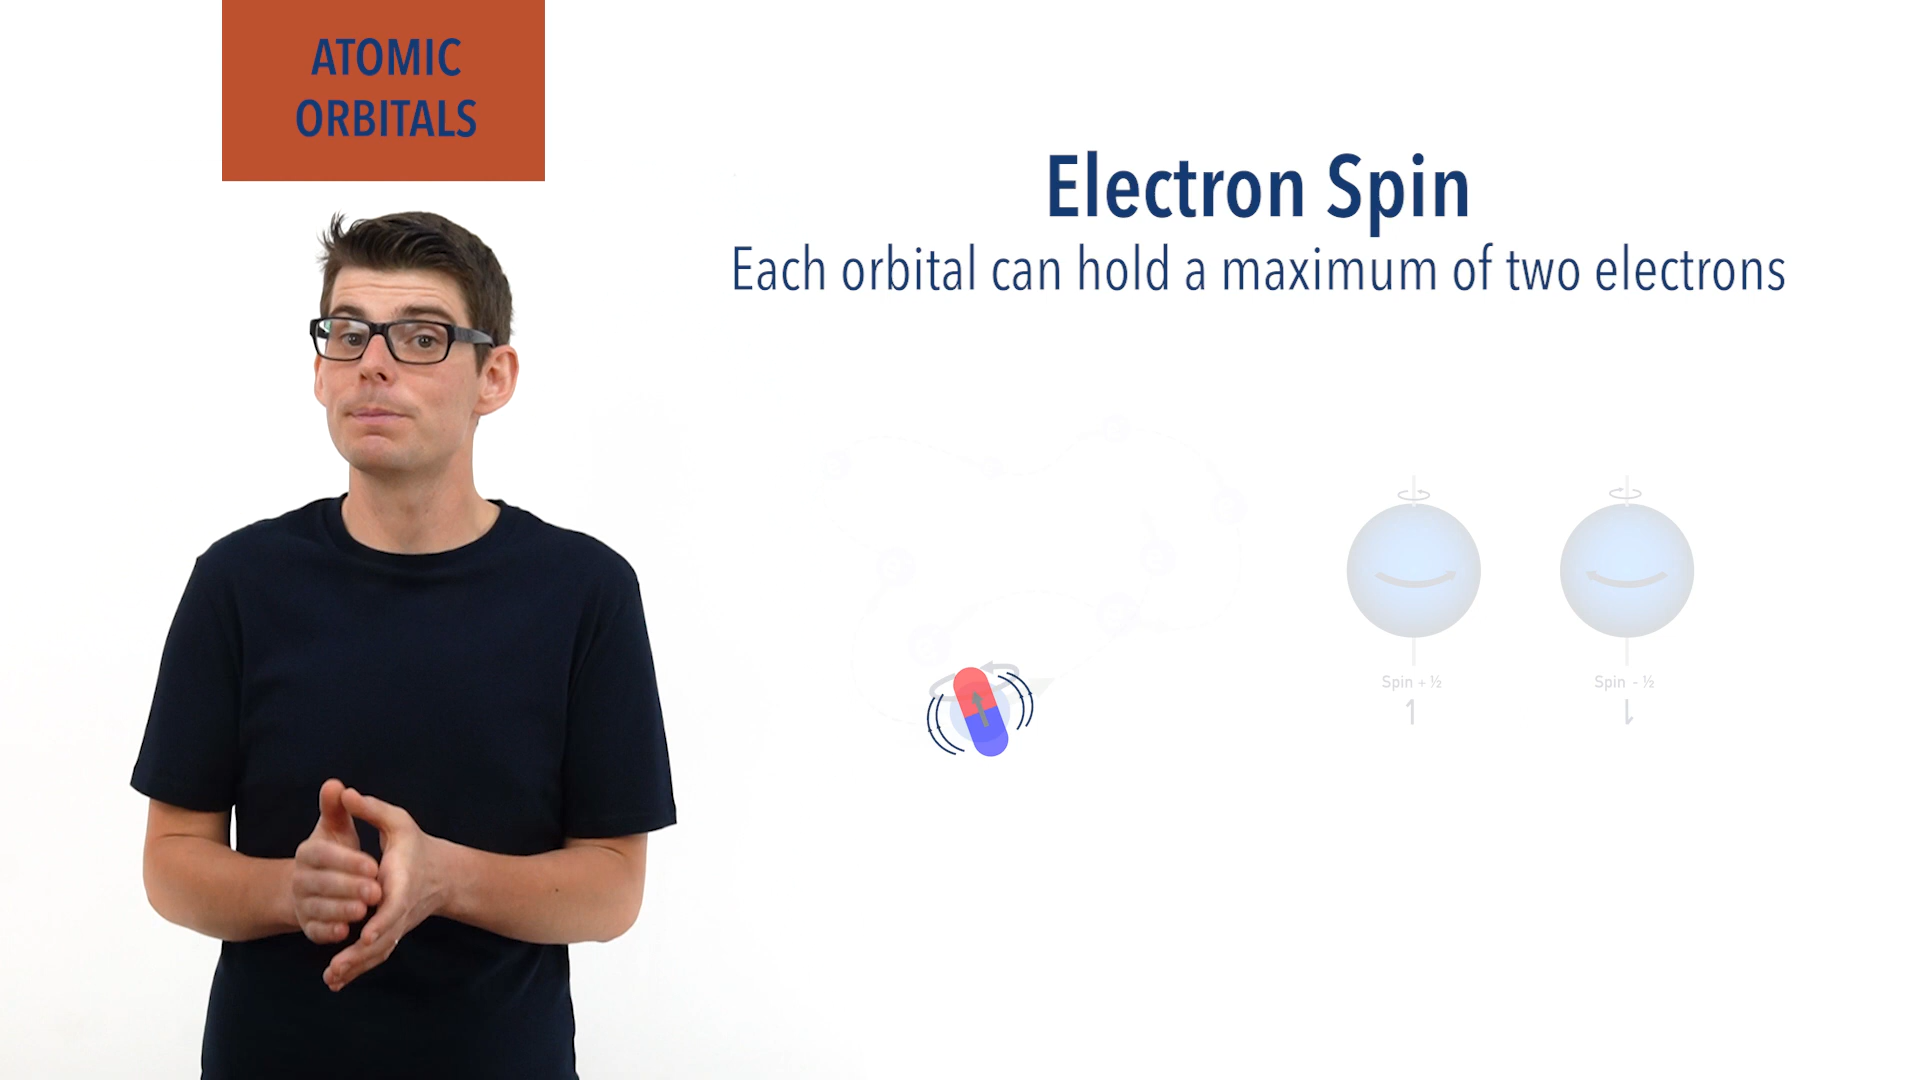 ATOMIC
ORBITALS
Electron Spin
Each orbital can hold a maximum of two electrons
Spin + ½
Spin - ½